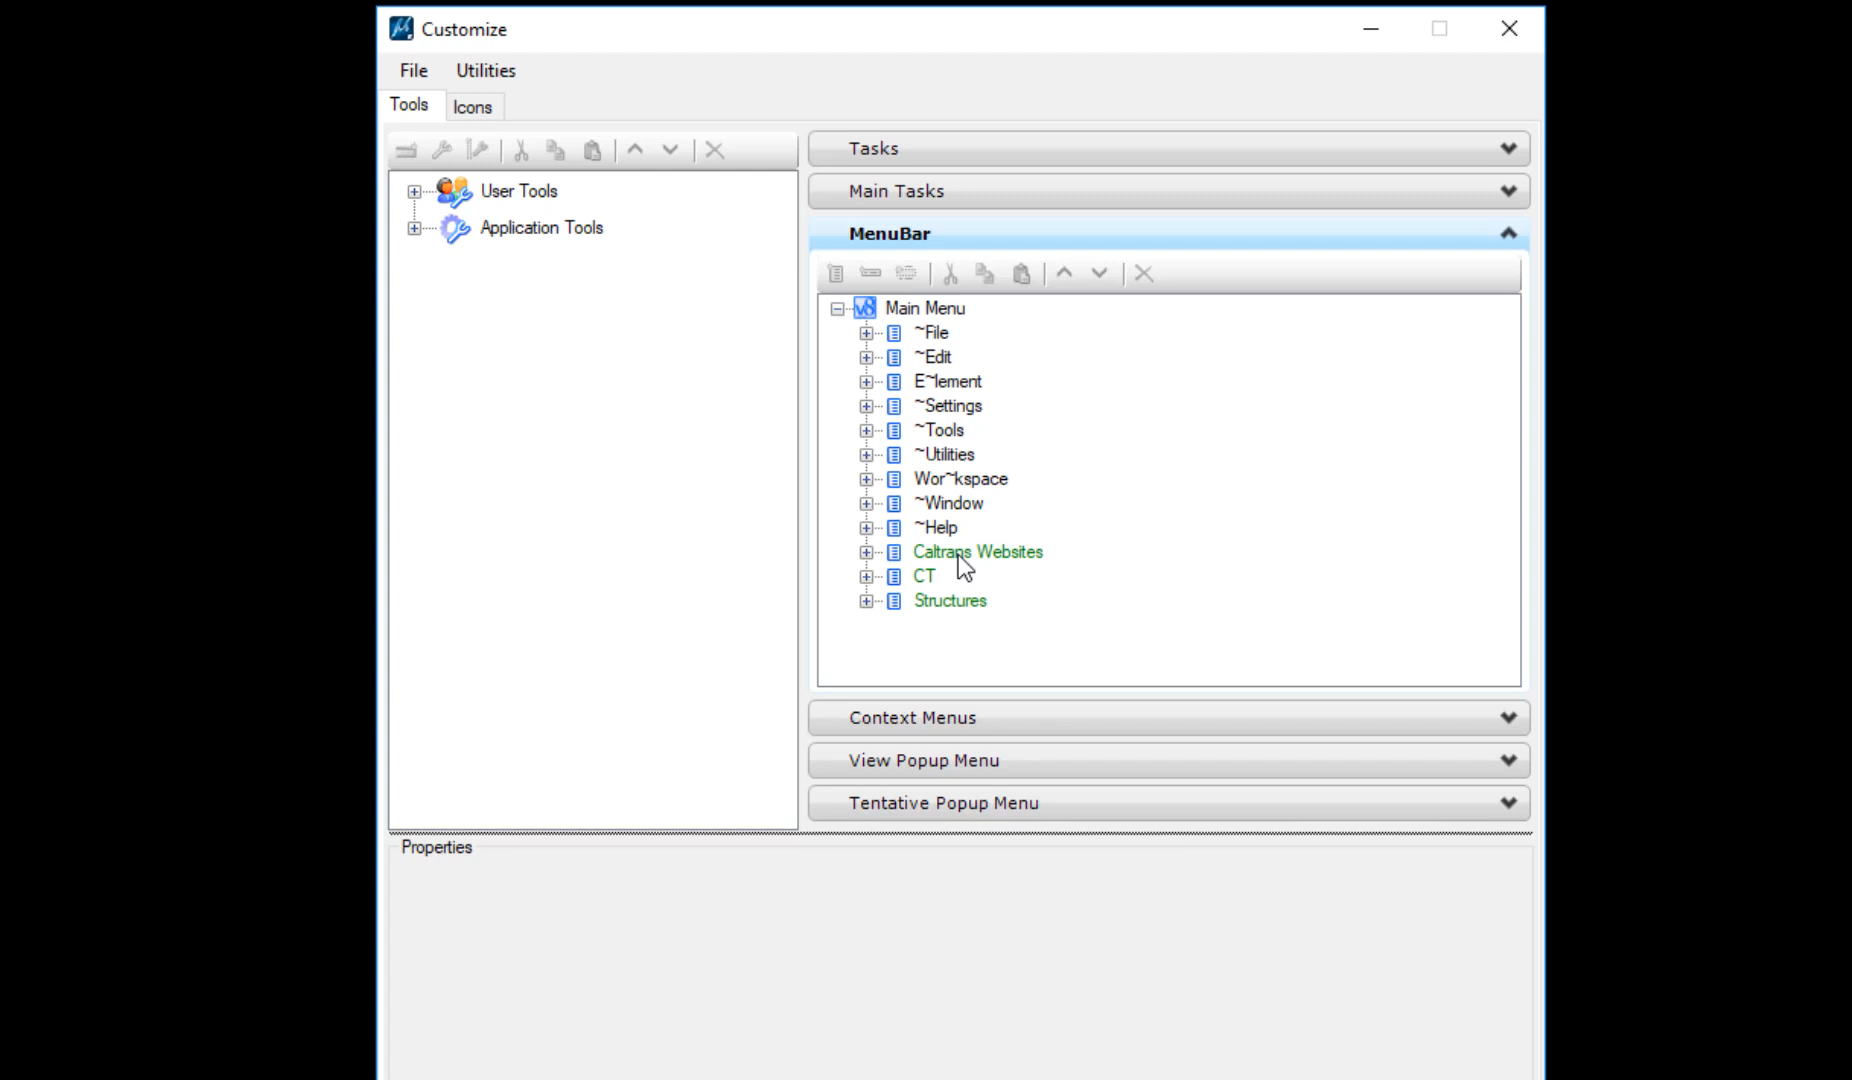 Customize
File Utilities
Tools Icons
User Tools
Application Tools
Tasks
Main Tasks
MenuBar
v8 Main Menu
~File
~Edit
E~lement
~Settings
~Tools
~Utilities
Wor~kspace
~Window
~Help
Caltrans Websites
CT
Structures
Context Menus
View Popup Menu
Tentative Popup Menu
Properties